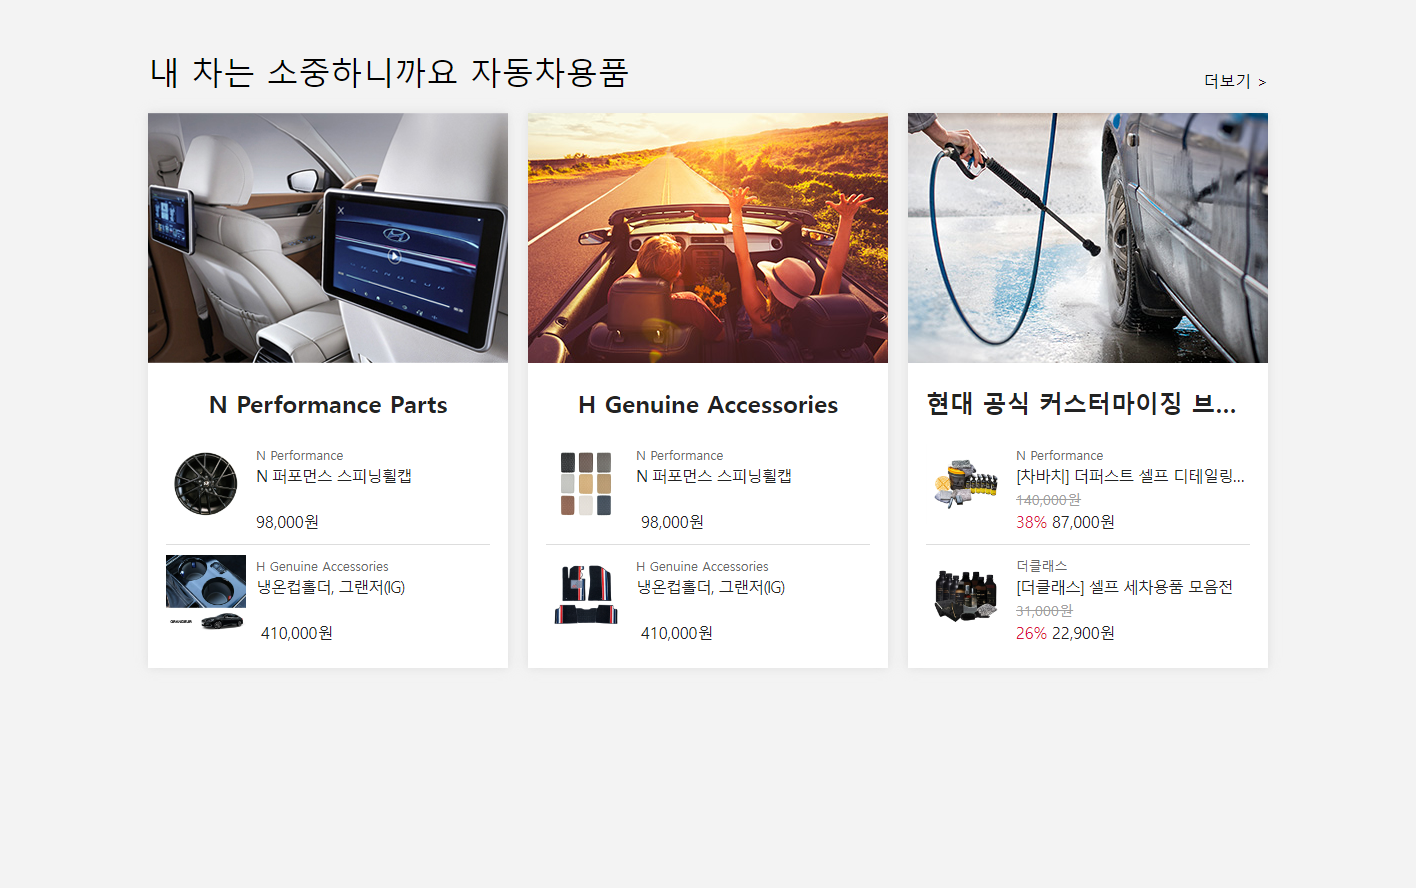 내 차는 소중하니까요 자동차용품
더보기 >
N Performance Parts
N Performance
N 퍼포먼스 스피닝휠캡
98,000원
H Genuine Accessories
냉온컵홀더, 그랜저(IG)
410,000원
GRANDEUR
H Genuine Accessories
N Performance
N 퍼포먼스 스피닝휠캡
98,000원
H Genuine Accessories
냉온컵홀더, 그랜저(IG)
410,000원
현대 공식 커스터마이징 브...
N Performance
[차바치] 더퍼스트 셀프 디테일링...
140,000원
38% 87,000원
더클래스
[더클래스] 셀프 세차용품 모음전
31,000원
26% 22,900원